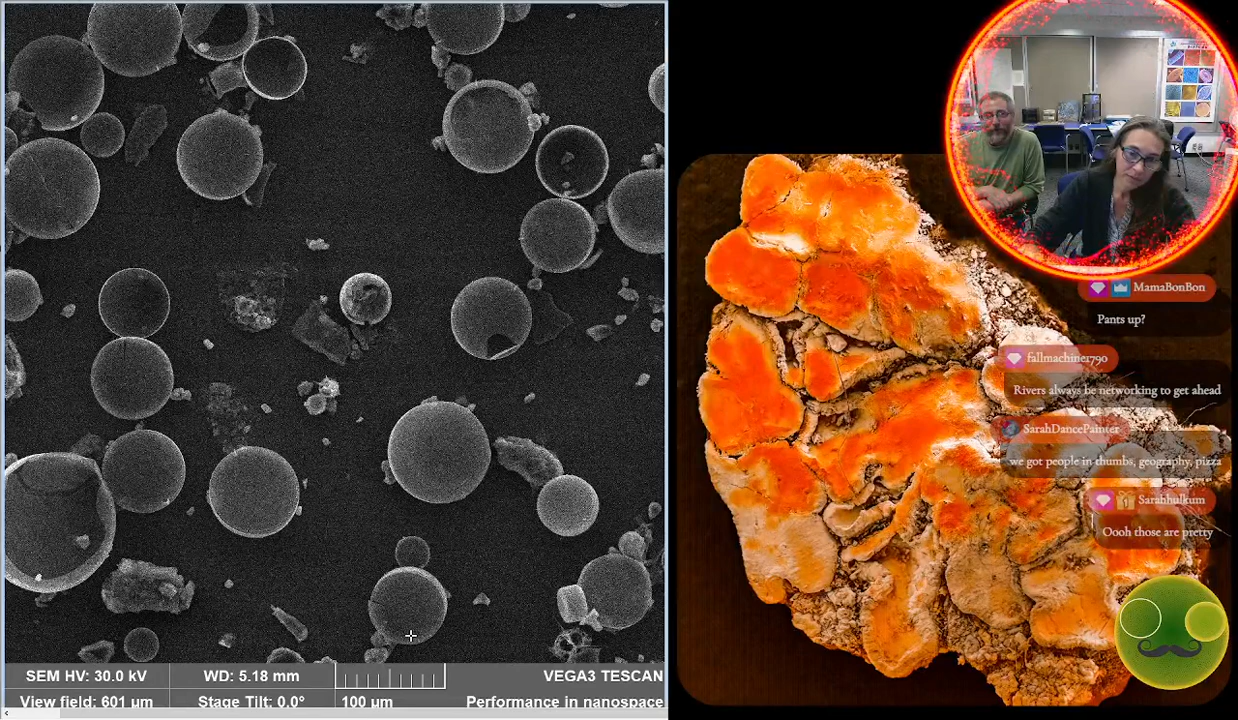 SEM HV: 30.0 kV
WD: 5.18 mm
VEGA3 TESCAN
View field: 601 µm
Stage Tilt: 0.0°
100 µm
Performance in nanospace
MamaBonBon
Pants up?
fallmachine790
Rivers always be networking to get ahead
SarahDancePainter
we got people in thumbs, geography, pizza
Sarahhulkum
Oooh those are pretty